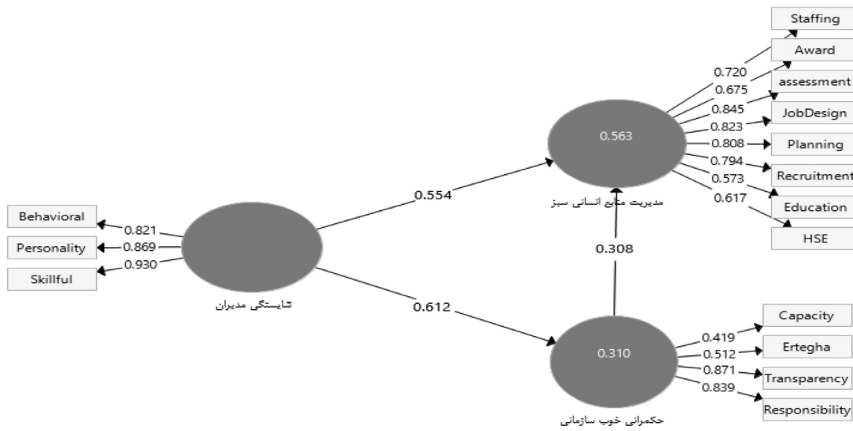 Staffing
Award
assessment
JobDesign
Planning
Recruitment
Education
HSE
0.720
0.675
0.845
0.823
0.808
0.794
0.573
0.617
0.563
مدیریت منابع انسانی سبز
0.554
0.308
Behavioral
Personality
Skillful
0.821
0.869
0.930
شایستگی مدیران
0.612
0.310
حکمرانی خوب سازمانی
Capacity
Ertegha
Transparency
Responsibility
0.419
0.512
0.871
0.839